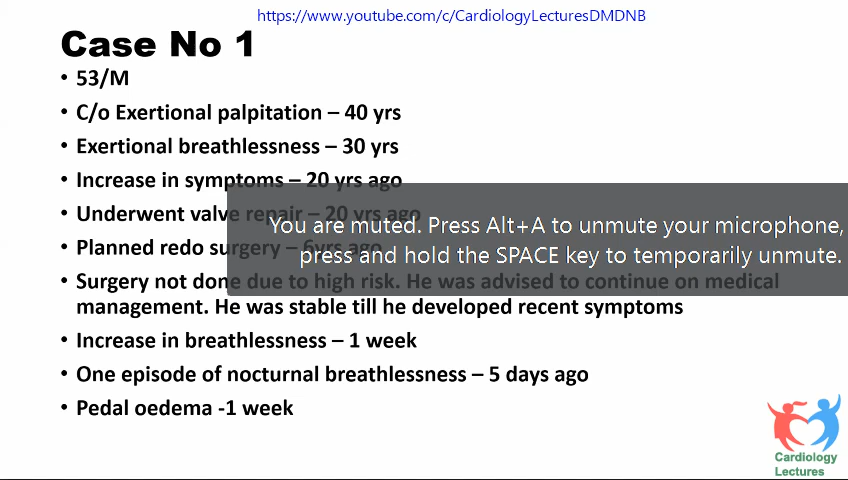 https://www.youtube.com/c/CardiologyLecturesDMDNB
Case No 1
• 53/M
• C/o Exertional palpitation – 40 yrs
• Exertional breathlessness – 30 yrs
• Increase in symptoms – 20 yrs ago
• Underwent valve repair – 20 yrs ago
You are muted. Press Alt+A to unmute your microphone,
• Planned redo surgery – 6yrs ago
press and hold the SPACE key to temporarily unmute.
• Surgery not done due to high risk. He was advised to continue on medical
management. He was stable till he developed recent symptoms
• Increase in breathlessness – 1 week
• One episode of nocturnal breathlessness – 5 days ago
• Pedal oedema -1 week
Cardiology
Lectures